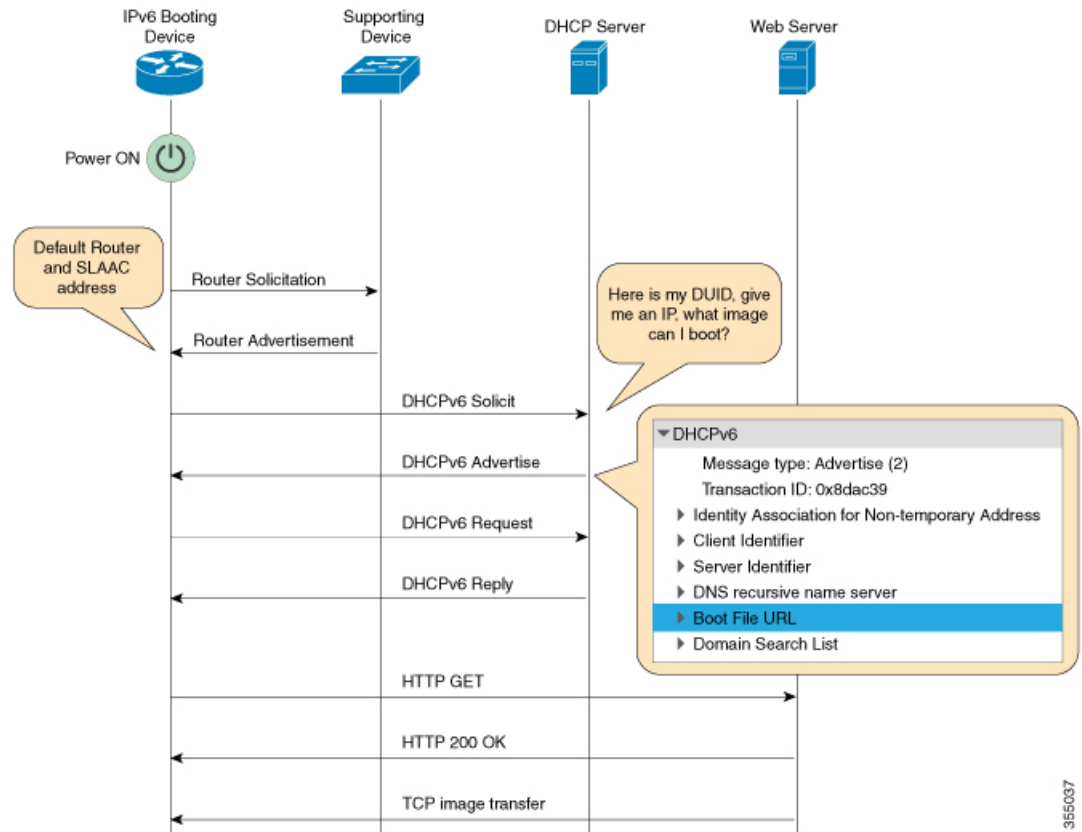 IPv6 Booting
Device
Supporting
Device
DHCP Server
Web Server
Power ON
Default Router
and SLAAC
address
Router Solicitation
Here is my DUID, give
me an IP, what image
can I boot?
Router Advertisement
DHCPv6 Solicit
DHCPv6 Advertise
DHCPv6
Message type: Advertise (2)
Transaction ID: 0x8dac39
Identity Association for Non-temporary Address
Client Identifier
Server Identifier
DNS recursive name server
Boot File URL
Domain Search List
DHCPv6 Request
DHCPv6 Reply
HTTP GET
HTTP 200 OK
TCP image transfer
355037